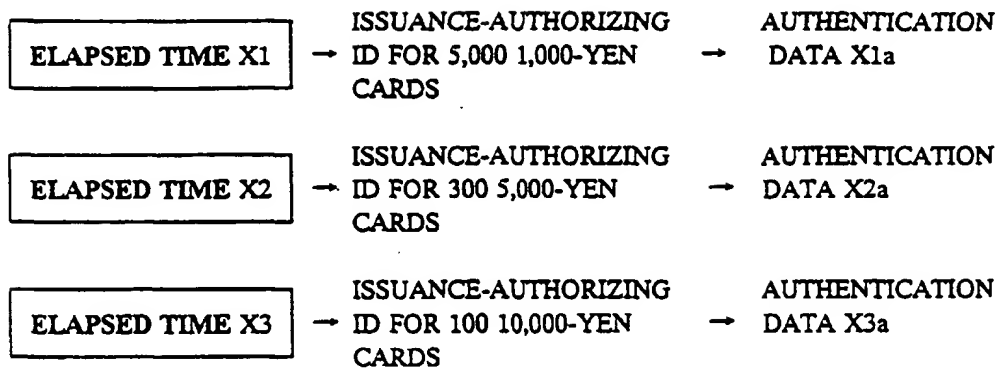 ELAPSED TIME X1 → ISSUANCE-AUTHORIZING ID FOR 5,000 1,000-YEN CARDS → AUTHENTICATION DATA X1a
ELAPSED TIME X2 → ISSUANCE-AUTHORIZING ID FOR 300 5,000-YEN CARDS → AUTHENTICATION DATA X2a
ELAPSED TIME X3 → ISSUANCE-AUTHORIZING ID FOR 100 10,000-YEN CARDS → AUTHENTICATION DATA X3a